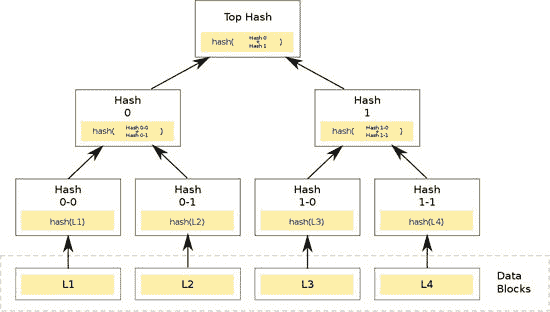 Top Hash
hash( Hash 0 + Hash 1 )
Hash
0
hash( Hash 0-0 + Hash 0-1 )
Hash
1
hash( Hash 1-0 + Hash 1-1 )
Hash
0-0
hash(L1)
Hash
0-1
hash(L2)
Hash
1-0
hash(L3)
Hash
1-1
hash(L4)
L1
L2
L3
L4
Data
Blocks